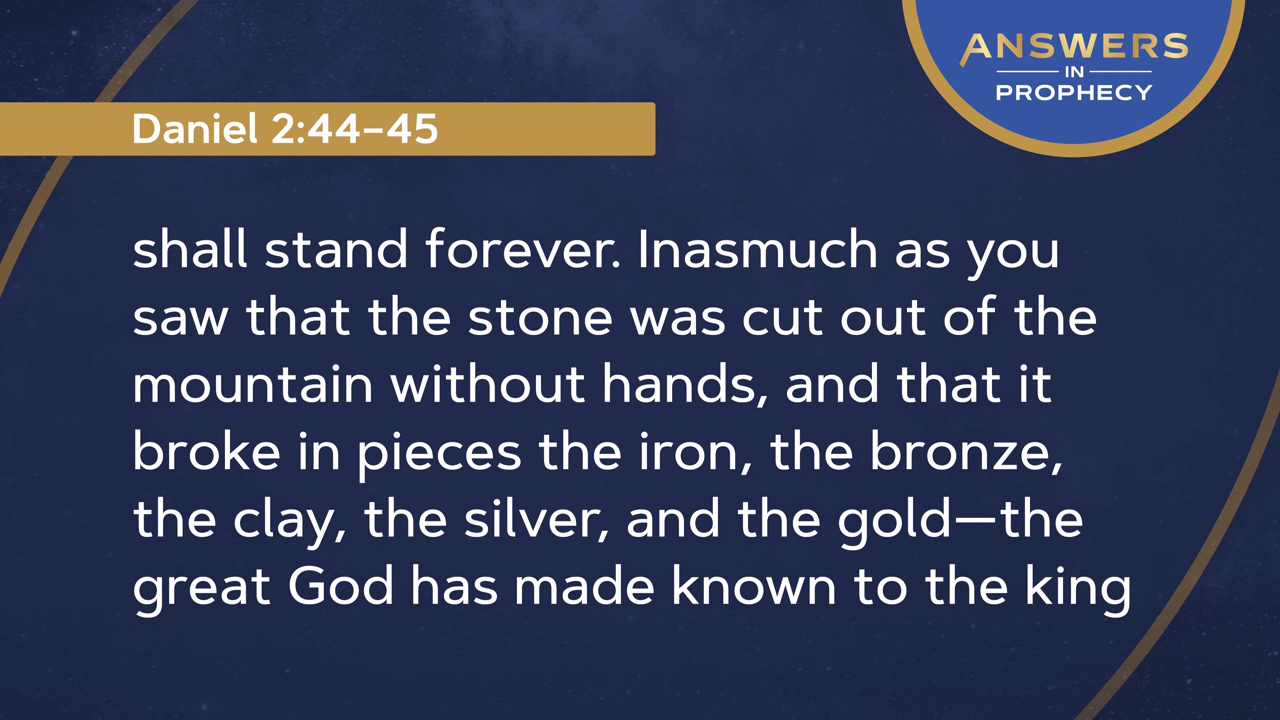 ANSWERS
IN
PROPHECY
Daniel 2:44–45
shall stand forever. Inasmuch as you
saw that the stone was cut out of the
mountain without hands, and that it
broke in pieces the iron, the bronze,
the clay, the silver, and the gold—the
great God has made known to the king